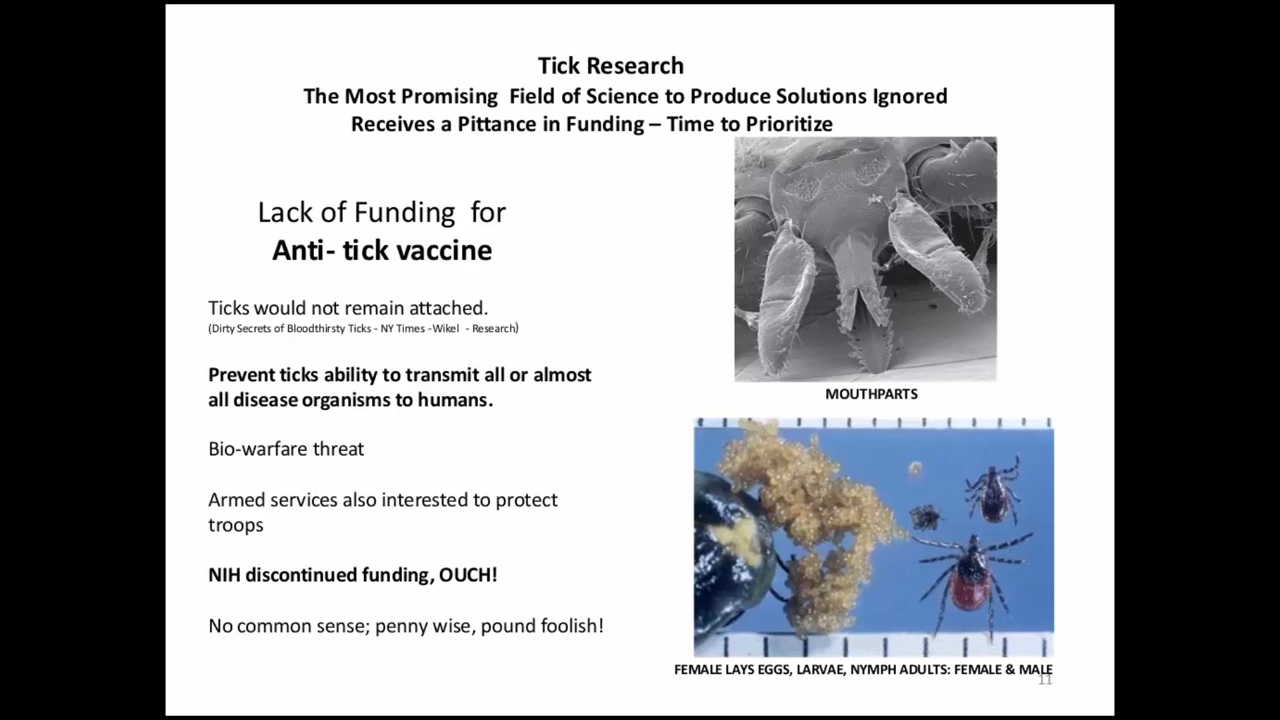 Tick Research
The Most Promising Field of Science to Produce Solutions Ignored
Receives a Pittance in Funding – Time to Prioritize
Lack of Funding for
Anti- tick vaccine
Ticks would not remain attached.
(Dirty Secrets of Bloodthirsty Ticks - NY Times -Wikel - Research)
Prevent ticks ability to transmit all or almost
all disease organisms to humans.
Bio-warfare threat
Armed services also interested to protect
troops
NIH discontinued funding, OUCH!
No common sense; penny wise, pound foolish!
MOUTHPARTS
FEMALE LAYS EGGS, LARVAE, NYMPH ADULTS: FEMALE & MALE
11